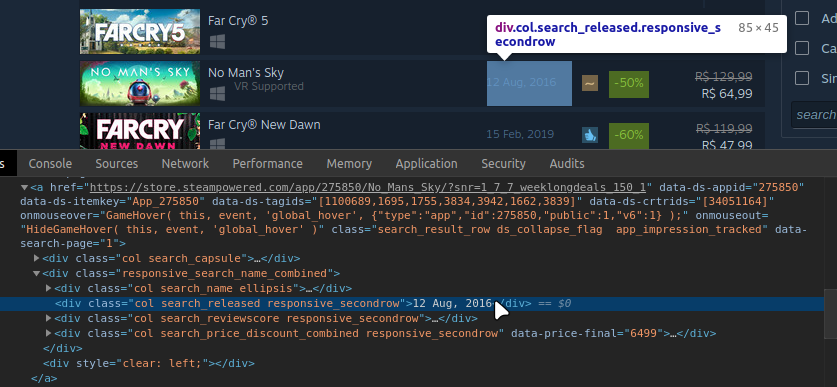 Far Cry® 5
FARCRY5
div.col.search_released.responsive_s
econdrow
85 × 45
Ad
Ca
Sin
search
NO MAN'S SKY
No Man's Sky
VR Supported
12 Aug, 2016
-50%
R$ 129,99
R$ 64,99
FARCRY
NEW DAWN
Far Cry® New Dawn
15 Feb, 2019
-60%
R$ 119,99
R$ 47,99
s Console Sources Network Performance Memory Application Security Audits
▼<a href="https://store.steampowered.com/app/275850/No_Mans_Sky/?snr=1_7_7_weeklongdeals_150_1" data-ds-appid="275850"
data-ds-itemkey="App_275850" data-ds-tagids="[1100689,1695,1755,3834,3942,1662,3839]" data-ds-crtrids="[34051164]"
onmouseover="GameHover( this, event, 'global_hover', {"type":"app","id":275850,"public":1,"v6":1} );" onmouseout=
"HideGameHover( this, event, 'global_hover' )" class="search_result_row ds_collapse_flag  app_impression_tracked" data-
search-page="1">
▶<div class="col search_capsule">…</div>
▼<div class="responsive_search_name_combined">
▶<div class="col search_name ellipsis">…</div>
<div class="col search_released responsive_secondrow">12 Aug, 2016</div> == $0
▶<div class="col search_reviewscore responsive_secondrow">…</div>
▶<div class="col search_price_discount_combined responsive_secondrow" data-price-final="6499">…</div>
</div>
<div style="clear: left;"></div>
</a>